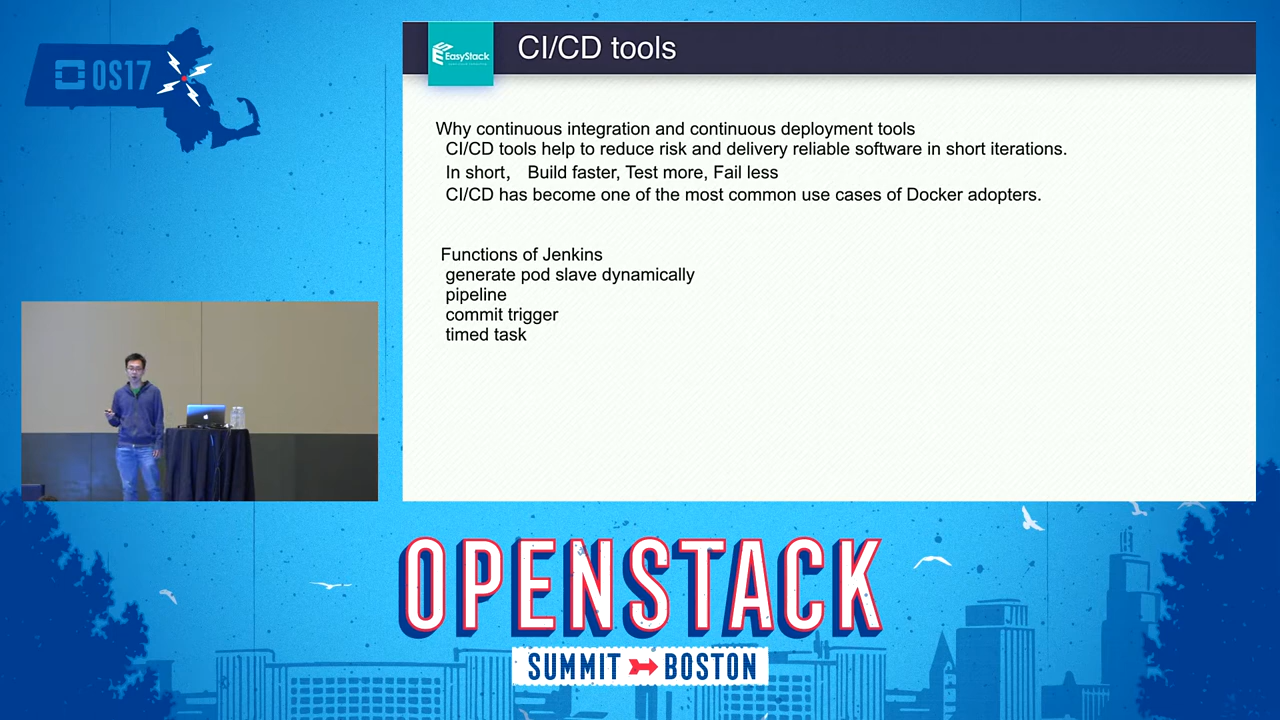 OS17
EasyStack
CI/CD tools
Why continuous integration and continuous deployment tools
CI/CD tools help to reduce risk and delivery reliable software in short iterations.
In short， Build faster, Test more, Fail less
CI/CD has become one of the most common use cases of Docker adopters.
Functions of Jenkins
generate pod slave dynamically
pipeline
commit trigger
timed task
OPENSTACK
SUMMIT BOSTON